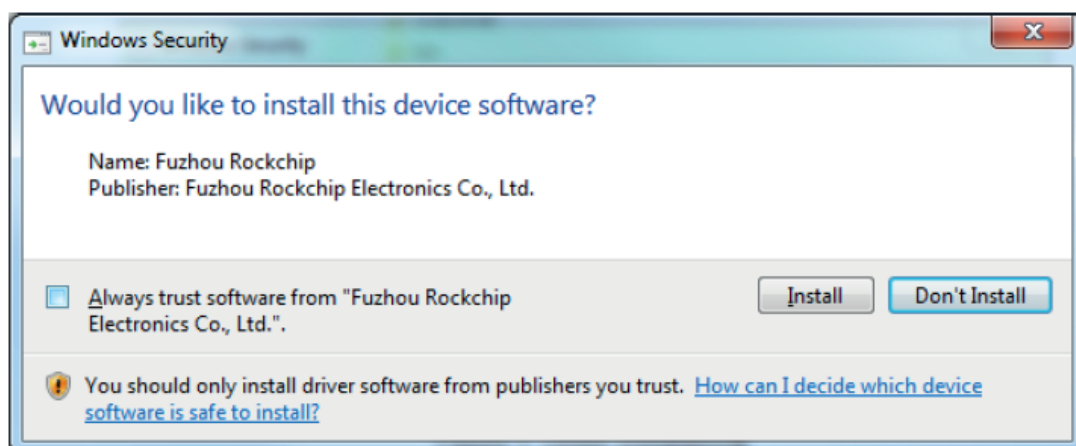 Windows Security
Would you like to install this device software?
Name: Fuzhou Rockchip
Publisher: Fuzhou Rockchip Electronics Co., Ltd.
Always trust software from "Fuzhou Rockchip
Electronics Co., Ltd.".
Install
Don't Install
You should only install driver software from publishers you trust. How can I decide which device
software is safe to install?